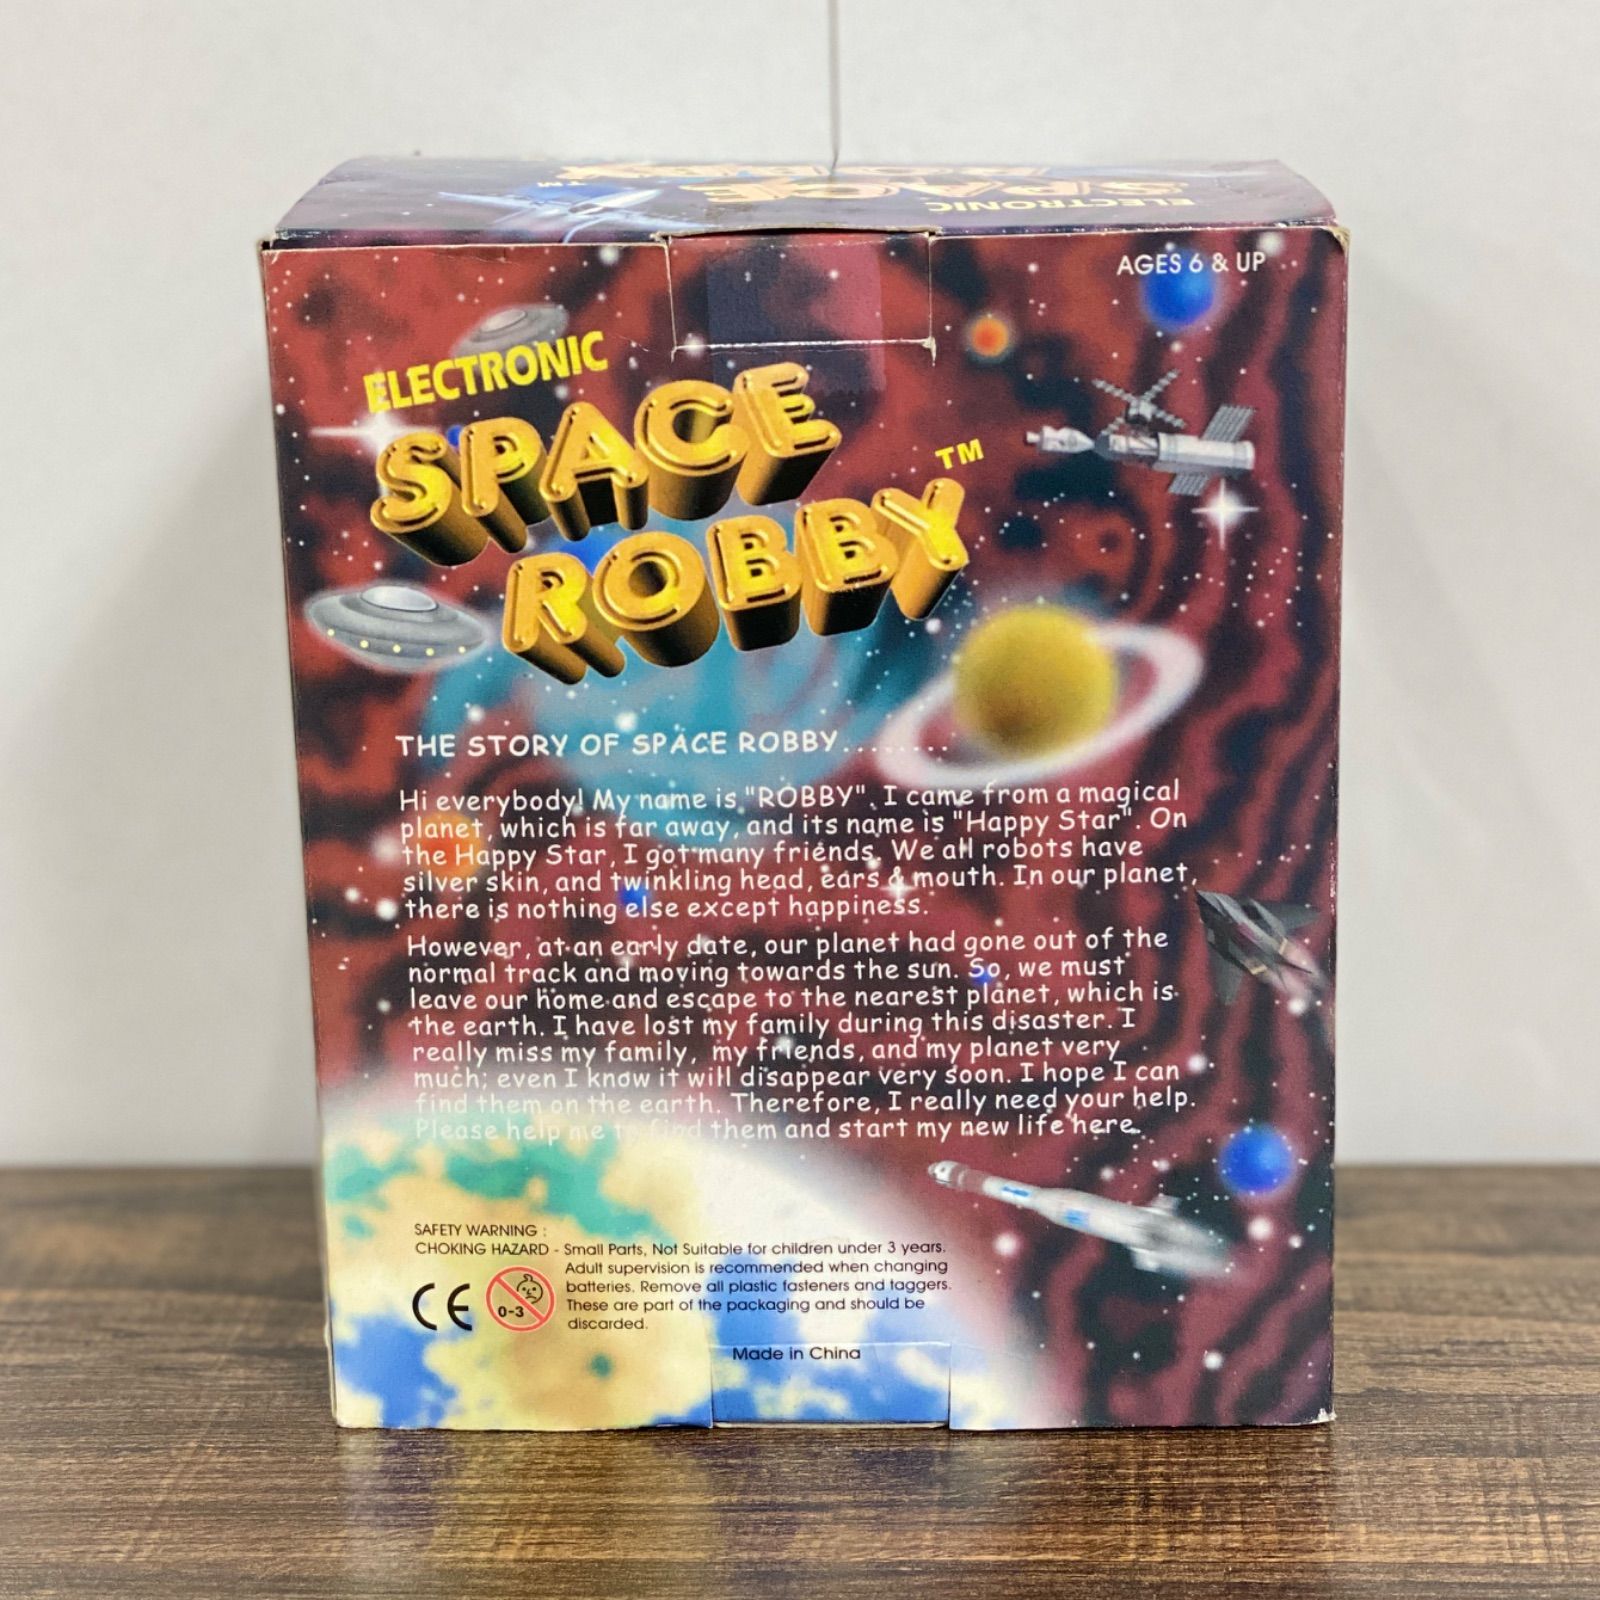 ELECTRONIC
SPACE
ROBBY
TM
AGES 6 & UP
ELECTRONIC
SPACE
ROBBY™
THE STORY OF SPACE ROBBY........
Hi everybody! My name is "ROBBY". I came from a magical
planet, which is far away, and its name is "Happy Star". On
the Happy Star, I got many friends. We all robots have
silver skin, and twinkling head, ears & mouth. In our planet,
there is nothing else except happiness.
However, at an early date, our planet had gone out of the
normal track and moving towards the sun. So, we must
leave our home and escape to the nearest planet, which is
the earth. I have lost my family during this disaster. I
really miss my family, my friends, and my planet very
much; even I know it will disappear very soon. I hope I can
find them on the earth. Therefore, I really need your help.
Please help me to find them and start my new life here.
SAFETY WARNING :
CHOKING HAZARD - Small Parts, Not Suitable for children under 3 years.
Adult supervision is recommended when changing
batteries. Remove all plastic fasteners and taggers.
These are part of the packaging and should be
discarded.
CE
0-3
Made in China